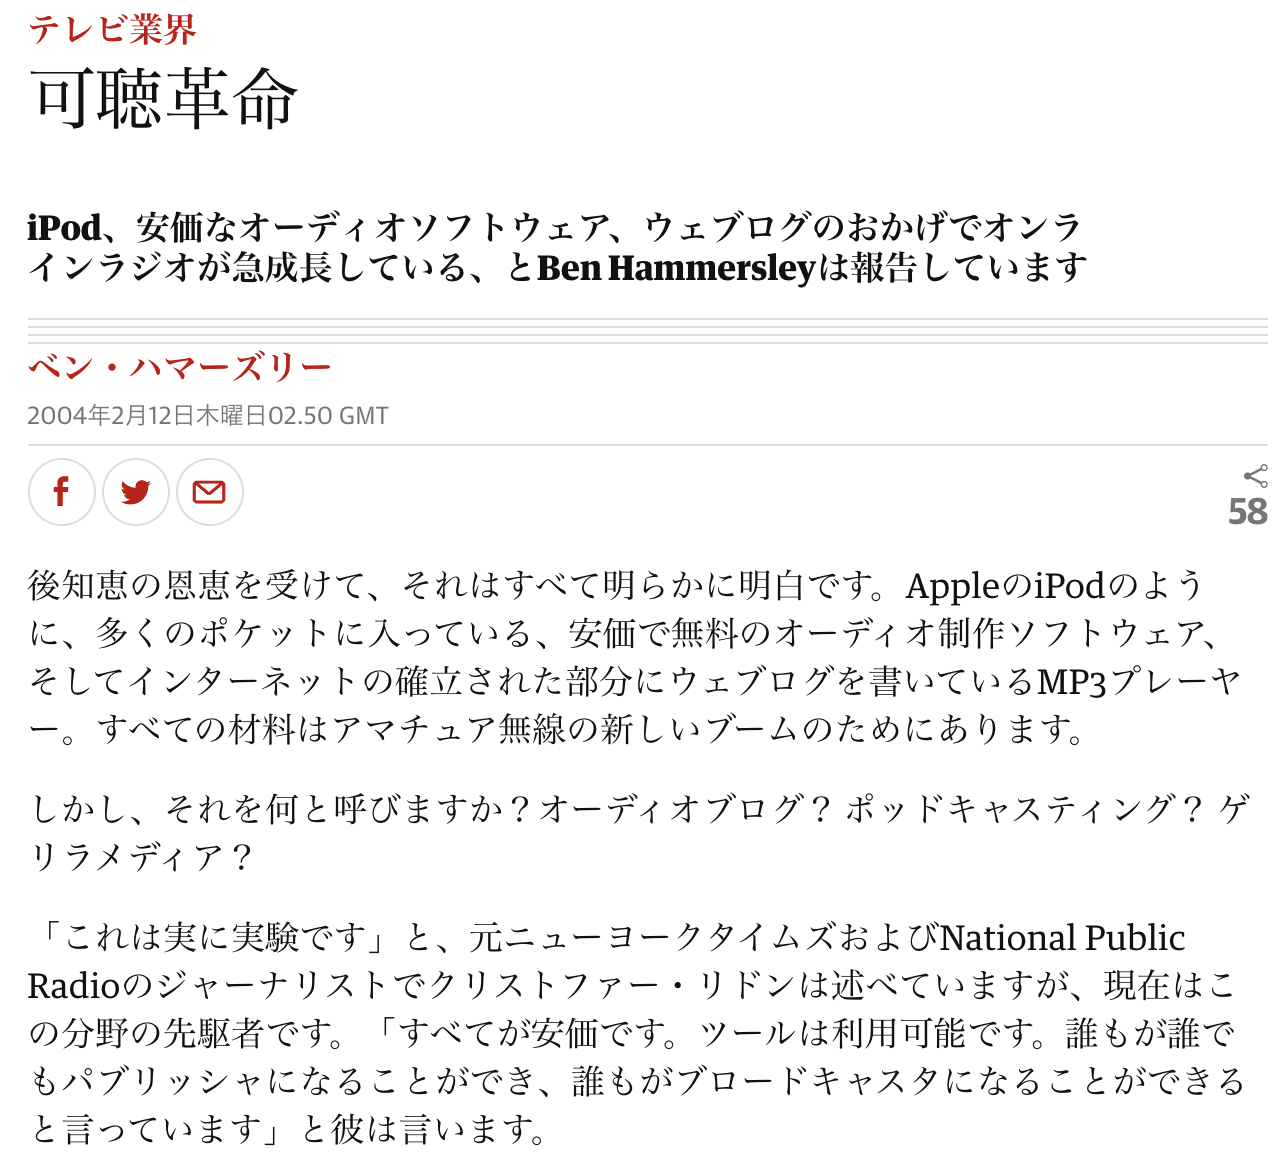 テレビ業界
可聴革命
iPod、安価なオーディオソフトウェア、ウェブログのおかげでオンラ
インラジオが急成長している、とBen Hammersleyは報告しています
ベン・ハマーズリー
2004年2月12日木曜日02.50 GMT
58
後知恵の恩恵を受けて、それはすべて明らかに明白です。AppleのiPodのよう
に、多くのポケットに入っている、安価で無料のオーディオ制作ソフトウェア、
そしてインターネットの確立された部分にウェブログを書いているMP3プレーヤ
ー。すべての材料はアマチュア無線の新しいブームのためにあります。
しかし、それを何と呼びますか？オーディオブログ？ ポッドキャスティング？ ゲ
リラメディア？
「これは実に実験です」と、元ニューヨークタイムズおよびNational Public
Radioのジャーナリストでクリストファー・リドンは述べていますが、現在はこ
の分野の先駆者です。「すべてが安価です。ツールは利用可能です。誰もが誰で
もパブリッシャになることができ、誰もがブロードキャスタになることができる
と言っています」と彼は言います。